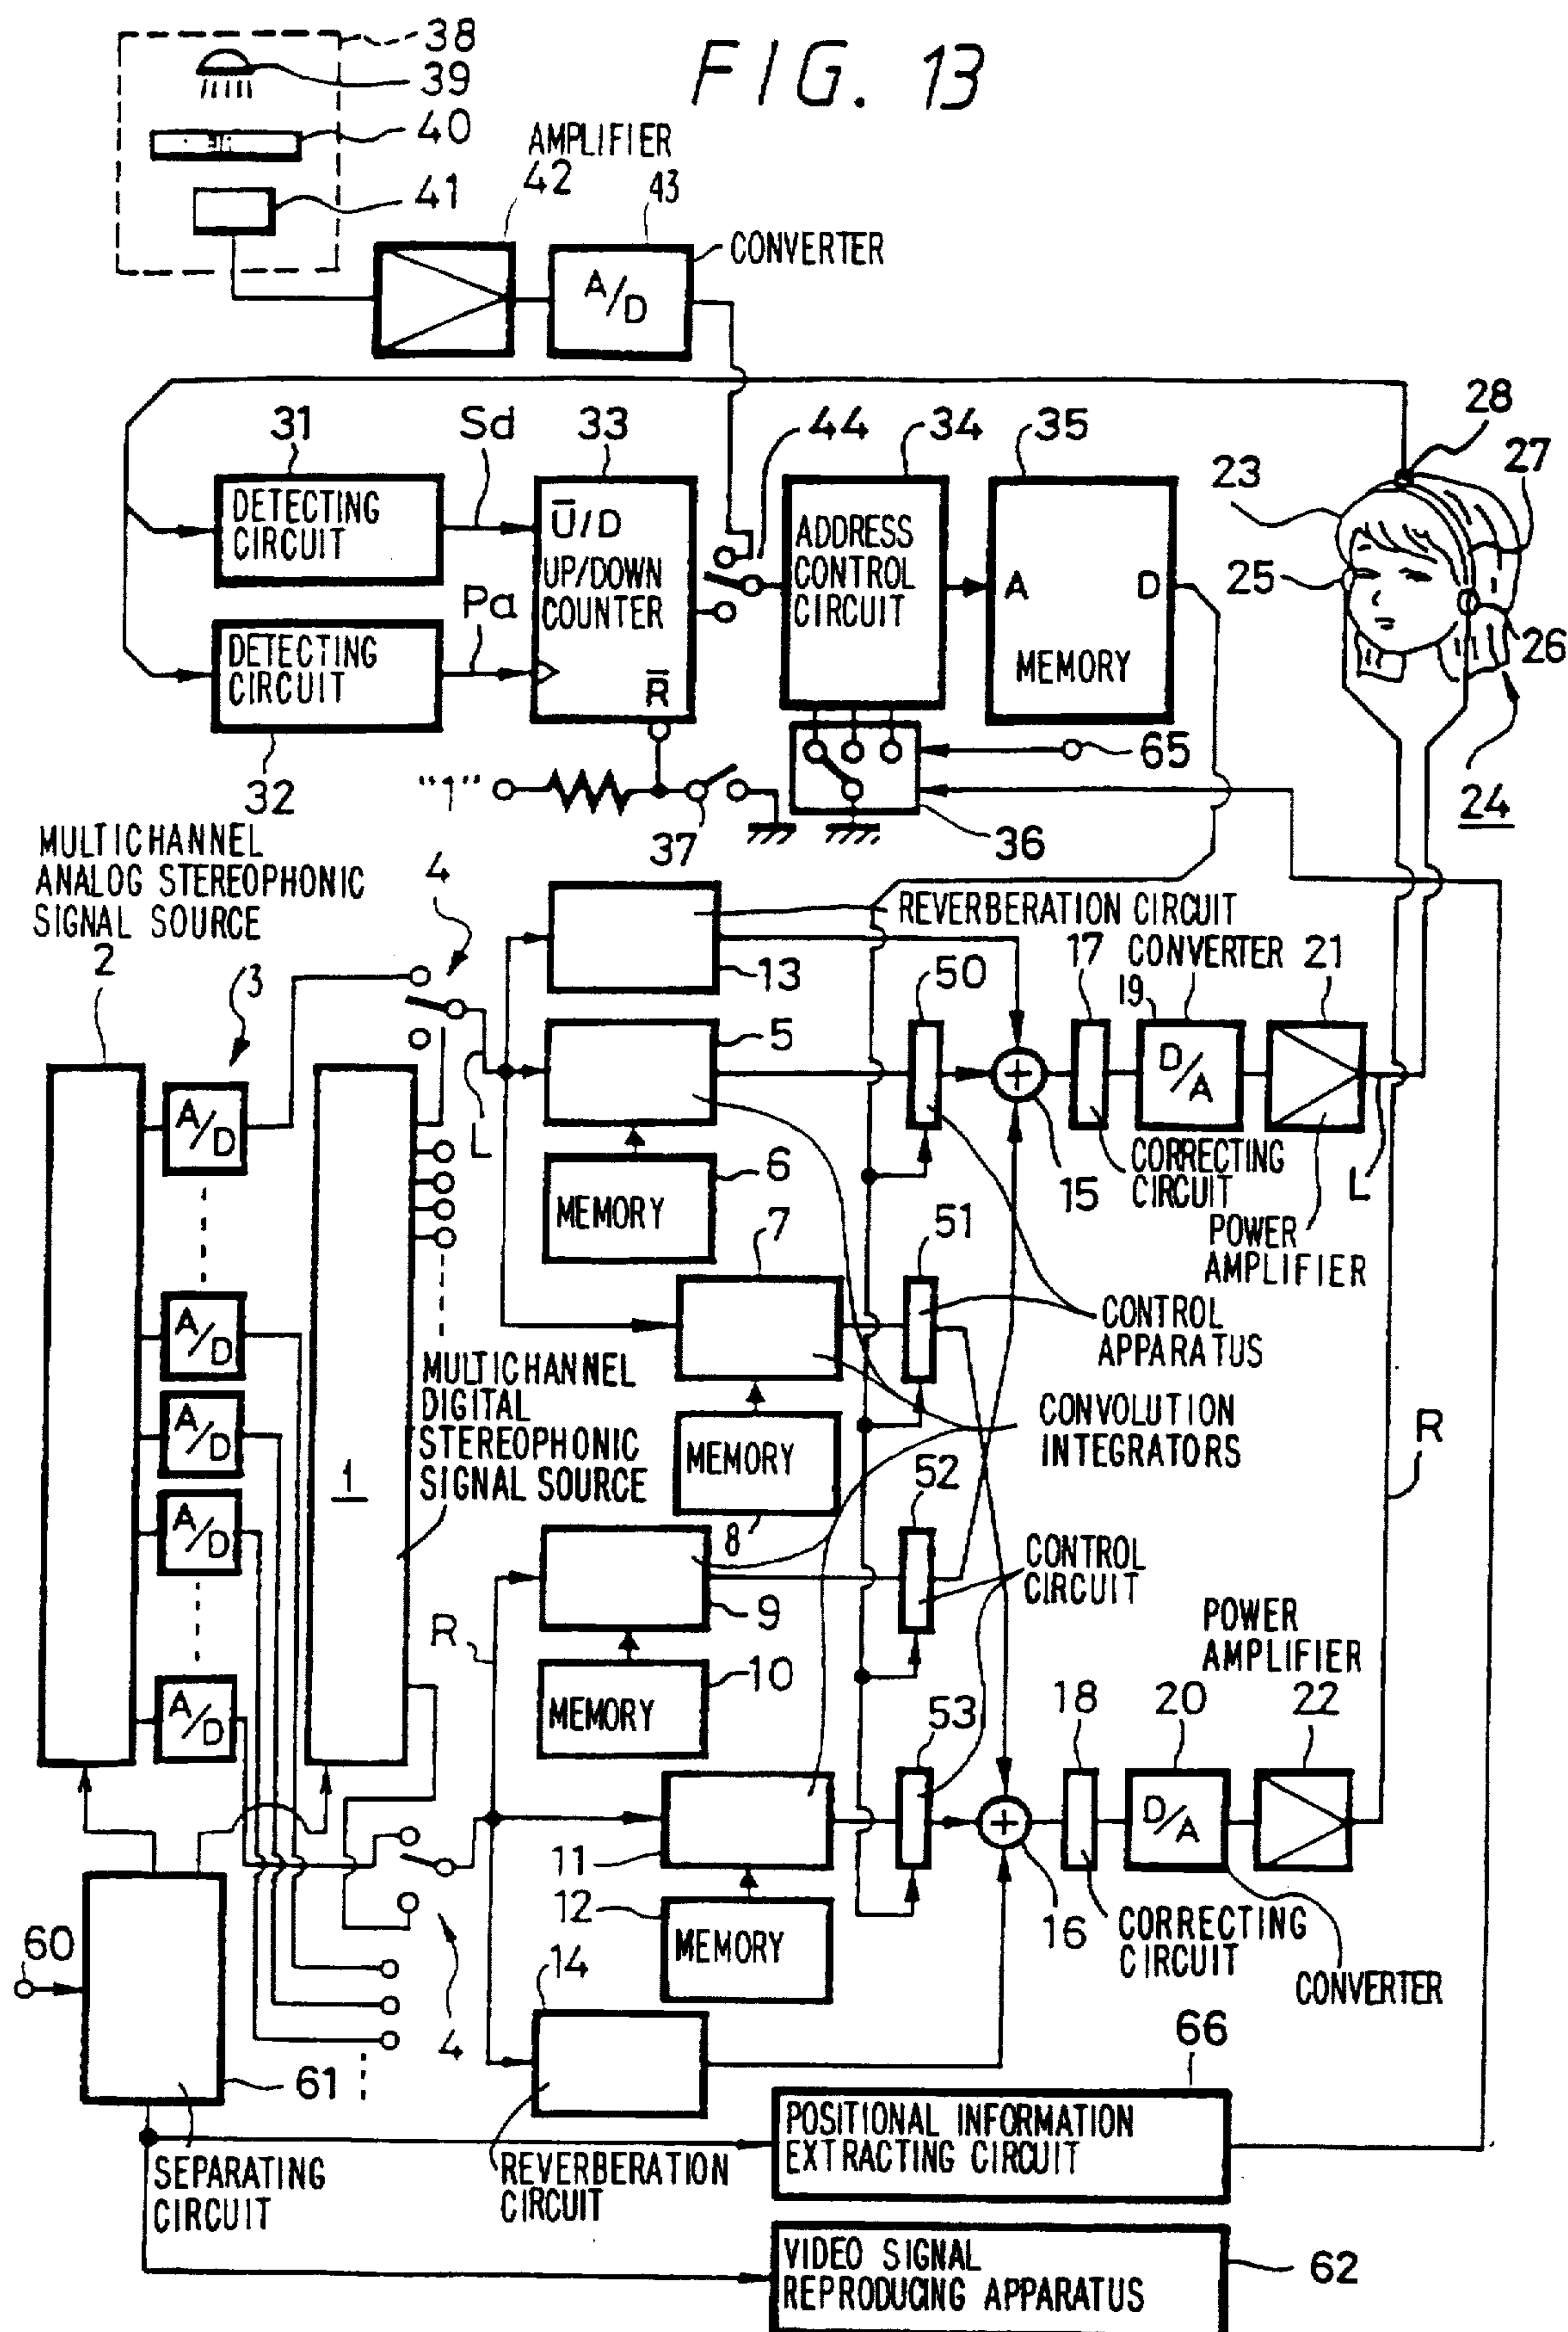 FIG. 13
38
39
40
41
AMPLIFIER
42
43
CONVERTER
A/D
28
27
23
25
26
24
31
Sd
33
44
34
35
DETECTING
CIRCUIT
U̅/D
UP/DOWN
COUNTER
ADDRESS
CONTROL
CIRCUIT
A
D
MEMORY
Pa
DETECTING
CIRCUIT
R̅
32
"1"
37
36
65
MULTICHANNEL
ANALOG STEREOPHONIC
SIGNAL SOURCE
2
3
4
REVERBERATION CIRCUIT
13
50
17
CONVERTER
19
21
A/D
5
D/A
L
6
MEMORY
15
CORRECTING
CIRCUIT
L
POWER
AMPLIFIER
7
51
A/D
CONTROL
APPARATUS
MULTICHANNEL
DIGITAL
STEREOPHONIC
SIGNAL SOURCE
A/D
1
MEMORY
8
CONVOLUTION
INTEGRATORS
R
52
A/D
9
CONTROL
CIRCUIT
R
10
MEMORY
POWER
AMPLIFIER
A/D
53
18
20
22
D/A
11
12
MEMORY
16
CORRECTING
CIRCUIT
CONVERTER
60
14
4
61
66
SEPARATING
CIRCUIT
REVERBERATION
CIRCUIT
POSITIONAL INFORMATION
EXTRACTING CIRCUIT
VIDEO SIGNAL
REPRODUCING APPARATUS
62